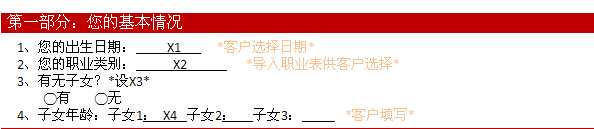 第一部分：您的基本情况
1、您的出生日期：X1 *客户选择日期*
2、您的职业类别：X2 *导入职业表供客户选择*
3、有无子女？*设X3*
○有 ○无
4、子女年龄：子女1：X4 子女2：____ 子女3：____ *客户填写*